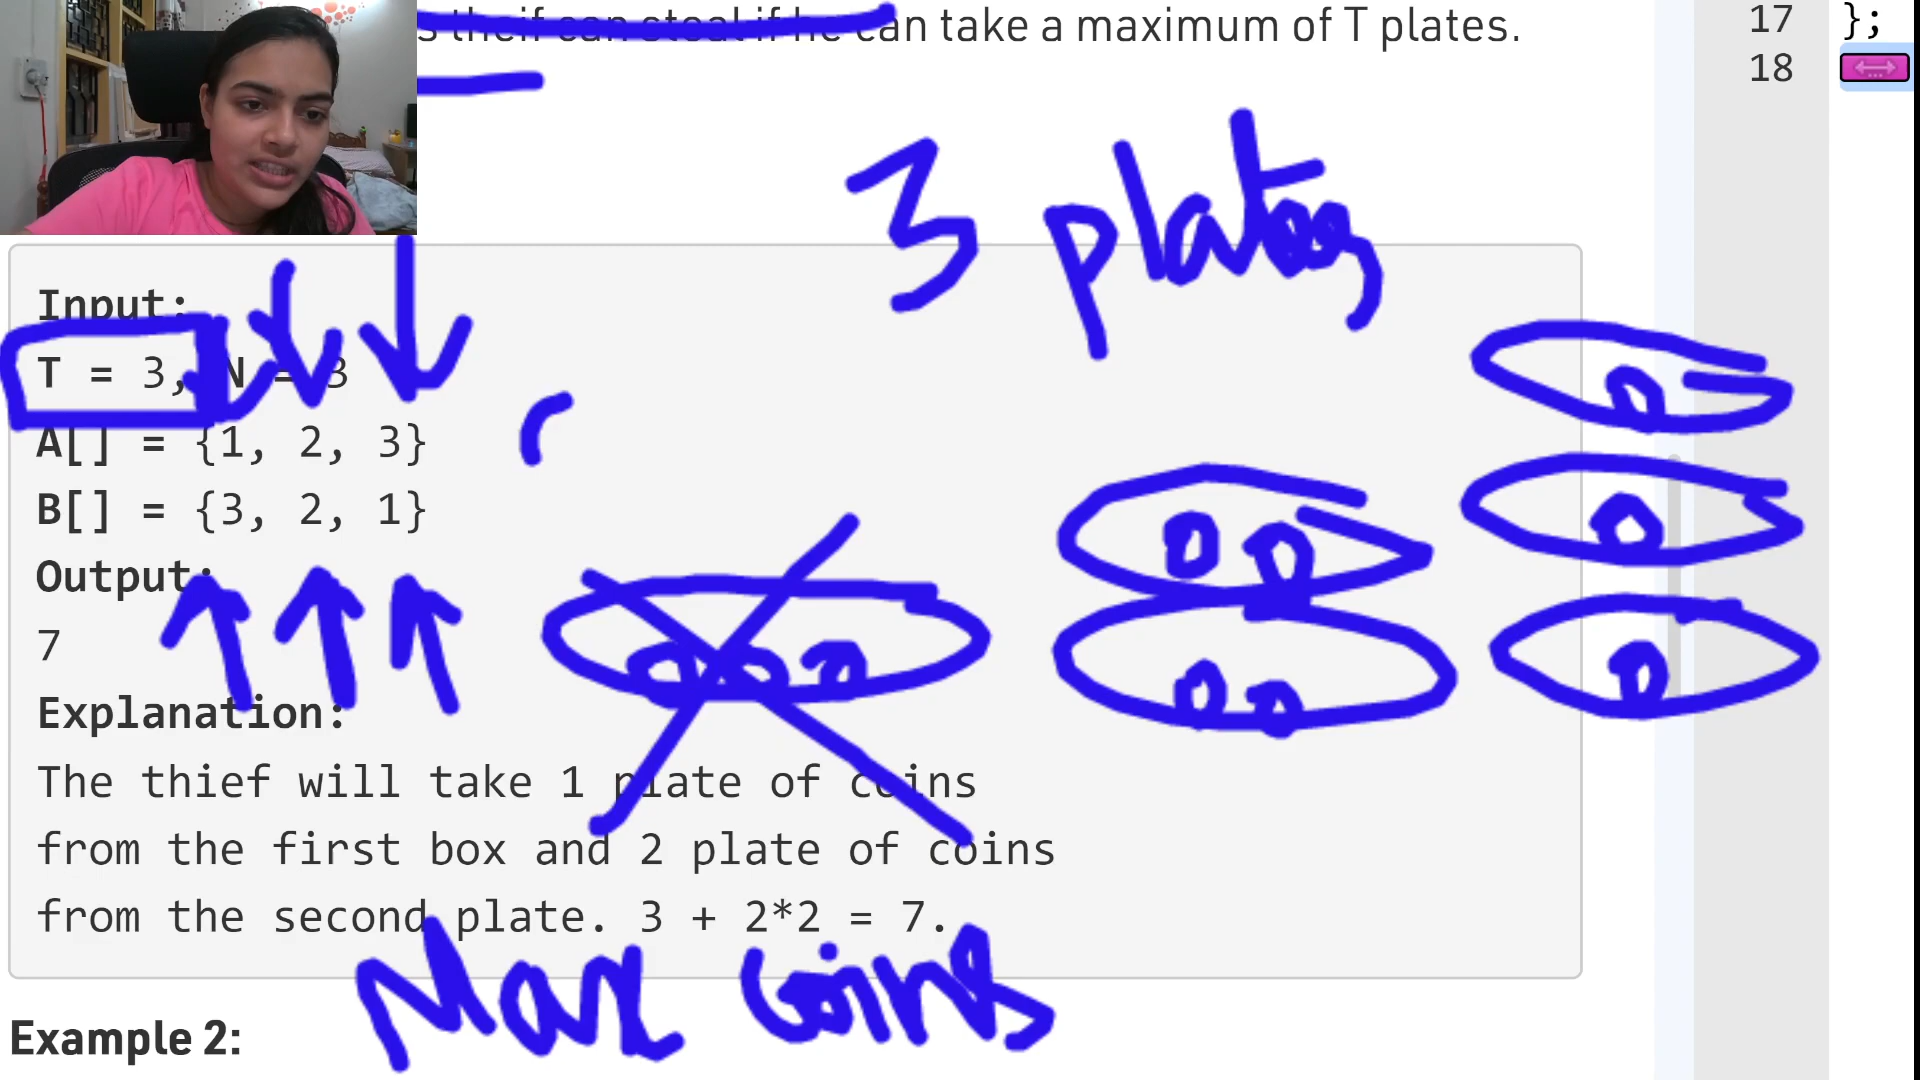 s theif can steal if he can take a maximum of T plates.
17 };
18
3 plates
Input:
T = 3, N = 3
A[] = {1, 2, 3}
B[] = {3, 2, 1}
Output:
7
Explanation:
The thief will take 1 plate of coins
from the first box and 2 plate of coins
from the second plate. 3 + 2*2 = 7.
Max coins
Example 2: